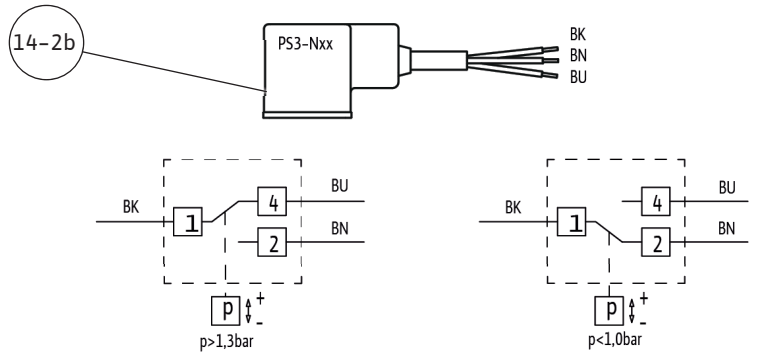 14-2b
PS3-Nxx
BK
BN
BU
BK
1
4
BU
2
BN
p
+
-
p>1,3bar
BK
1
4
BU
2
BN
p
+
-
p<1,0bar